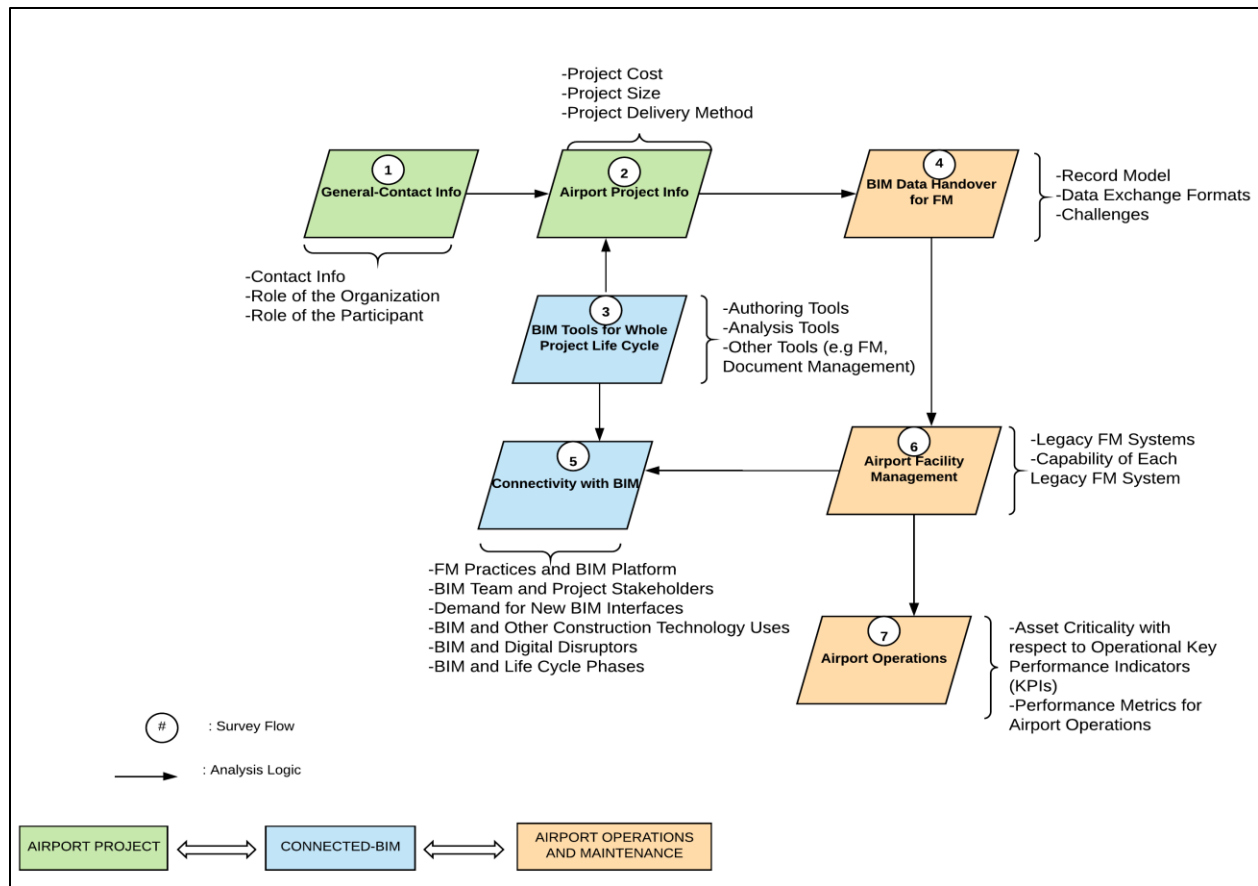 -Project Cost
-Project Size
-Project Delivery Method
1
General-Contact Info
2
Airport Project Info
4
BIM Data Handover
for FM
-Record Model
-Data Exchange Formats
-Challenges
-Contact Info
-Role of the Organization
-Role of the Participant
3
BIM Tools for Whole
Project Life Cycle
-Authoring Tools
-Analysis Tools
-Other Tools (e.g FM,
Document Management)
5
Connectivity with BIM
6
Airport Facility
Management
-Legacy FM Systems
-Capability of Each
Legacy FM System
-FM Practices and BIM Platform
-BIM Team and Project Stakeholders
-Demand for New BIM Interfaces
-BIM and Other Construction Technology Uses
-BIM and Digital Disruptors
-BIM and Life Cycle Phases
7
Airport Operations
-Asset Criticality with
respect to Operational Key
Performance Indicators
(KPIs)
-Performance Metrics for
Airport Operations
# : Survey Flow
: Analysis Logic
AIRPORT PROJECT
CONNECTED-BIM
AIRPORT OPERATIONS
AND MAINTENANCE